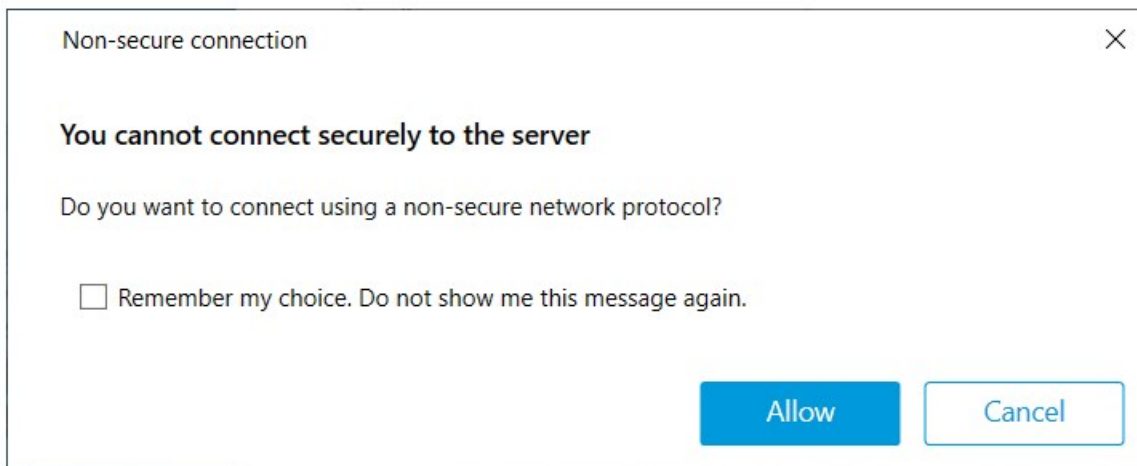 Non-secure connection
You cannot connect securely to the server
Do you want to connect using a non-secure network protocol?
Remember my choice. Do not show me this message again.
Allow
Cancel